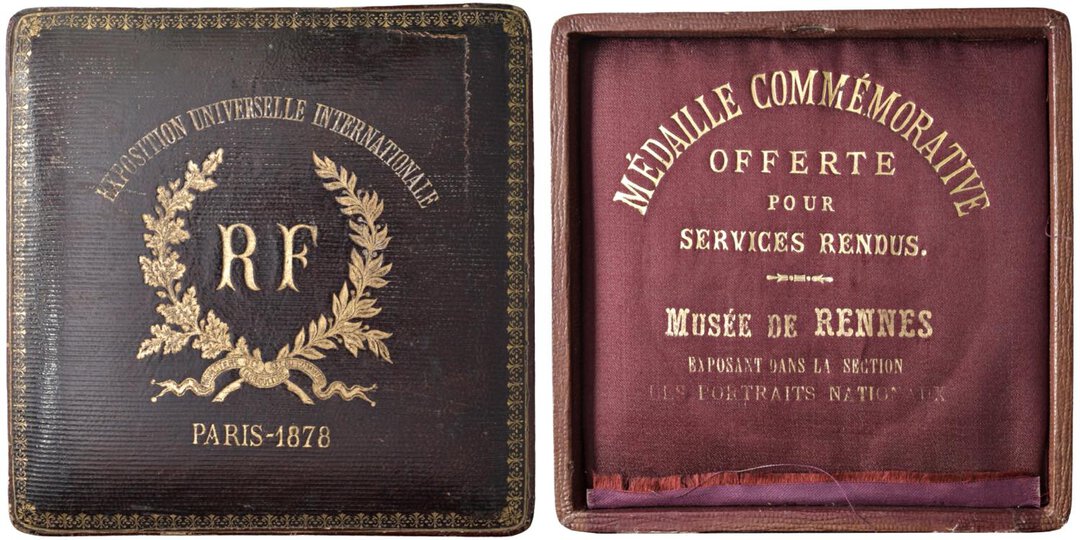 EXPOSITION UNIVERSELLE INTERNATIONALE
RF
PARIS-1878
MÉDAILLE COMMÉMORATIVE
OFFERTE
POUR
SERVICES RENDUS.
MUSÉE DE RENNES
EXPOSANT DANS LA SECTION
PORTRAITS